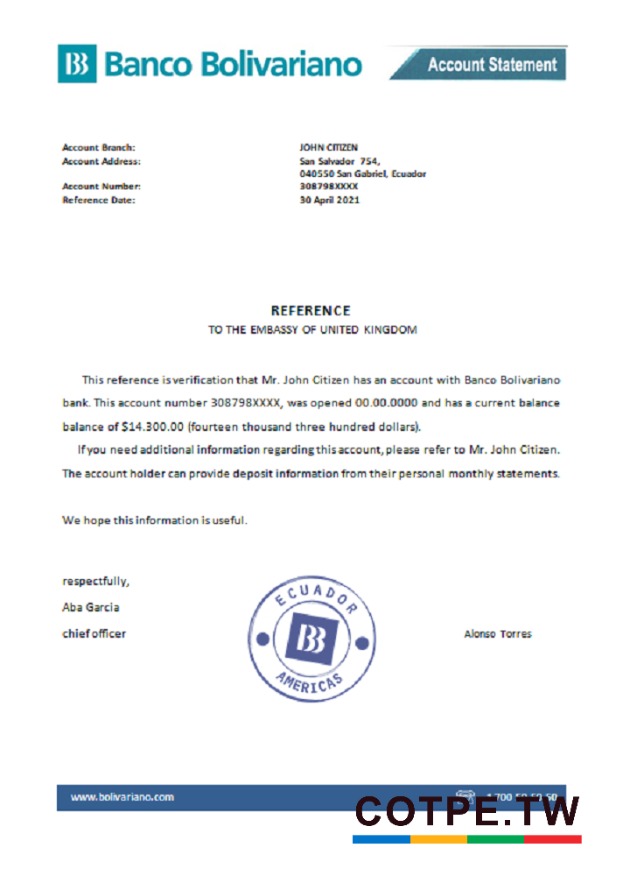 BB Banco Bolivariano
Account Statement
Account Branch: JOHN CITIZEN
Account Address: San Salvador 754,
040550 San Gabriel, Ecuador
Account Number: 308798XXXX
Reference Date: 30 April 2021
REFERENCE
TO THE EMBASSY OF UNITED KINGDOM
This reference is verification that Mr. John Citizen has an account with Banco Bolivariano
bank. This account number 308798XXXX, was opened 00.00.0000 and has a current balance
balance of $14.300.00 (fourteen thousand three hundred dollars).
If you need additional information regarding this account, please refer to Mr. John Citizen.
The account holder can provide deposit information from their personal monthly statements.
We hope this information is useful.
respectfully,
Aba Garcia
chief officer
ECUADOR
BB
AMERICAS
Alonso Torres
www.bolivariano.com
COTPE.TW